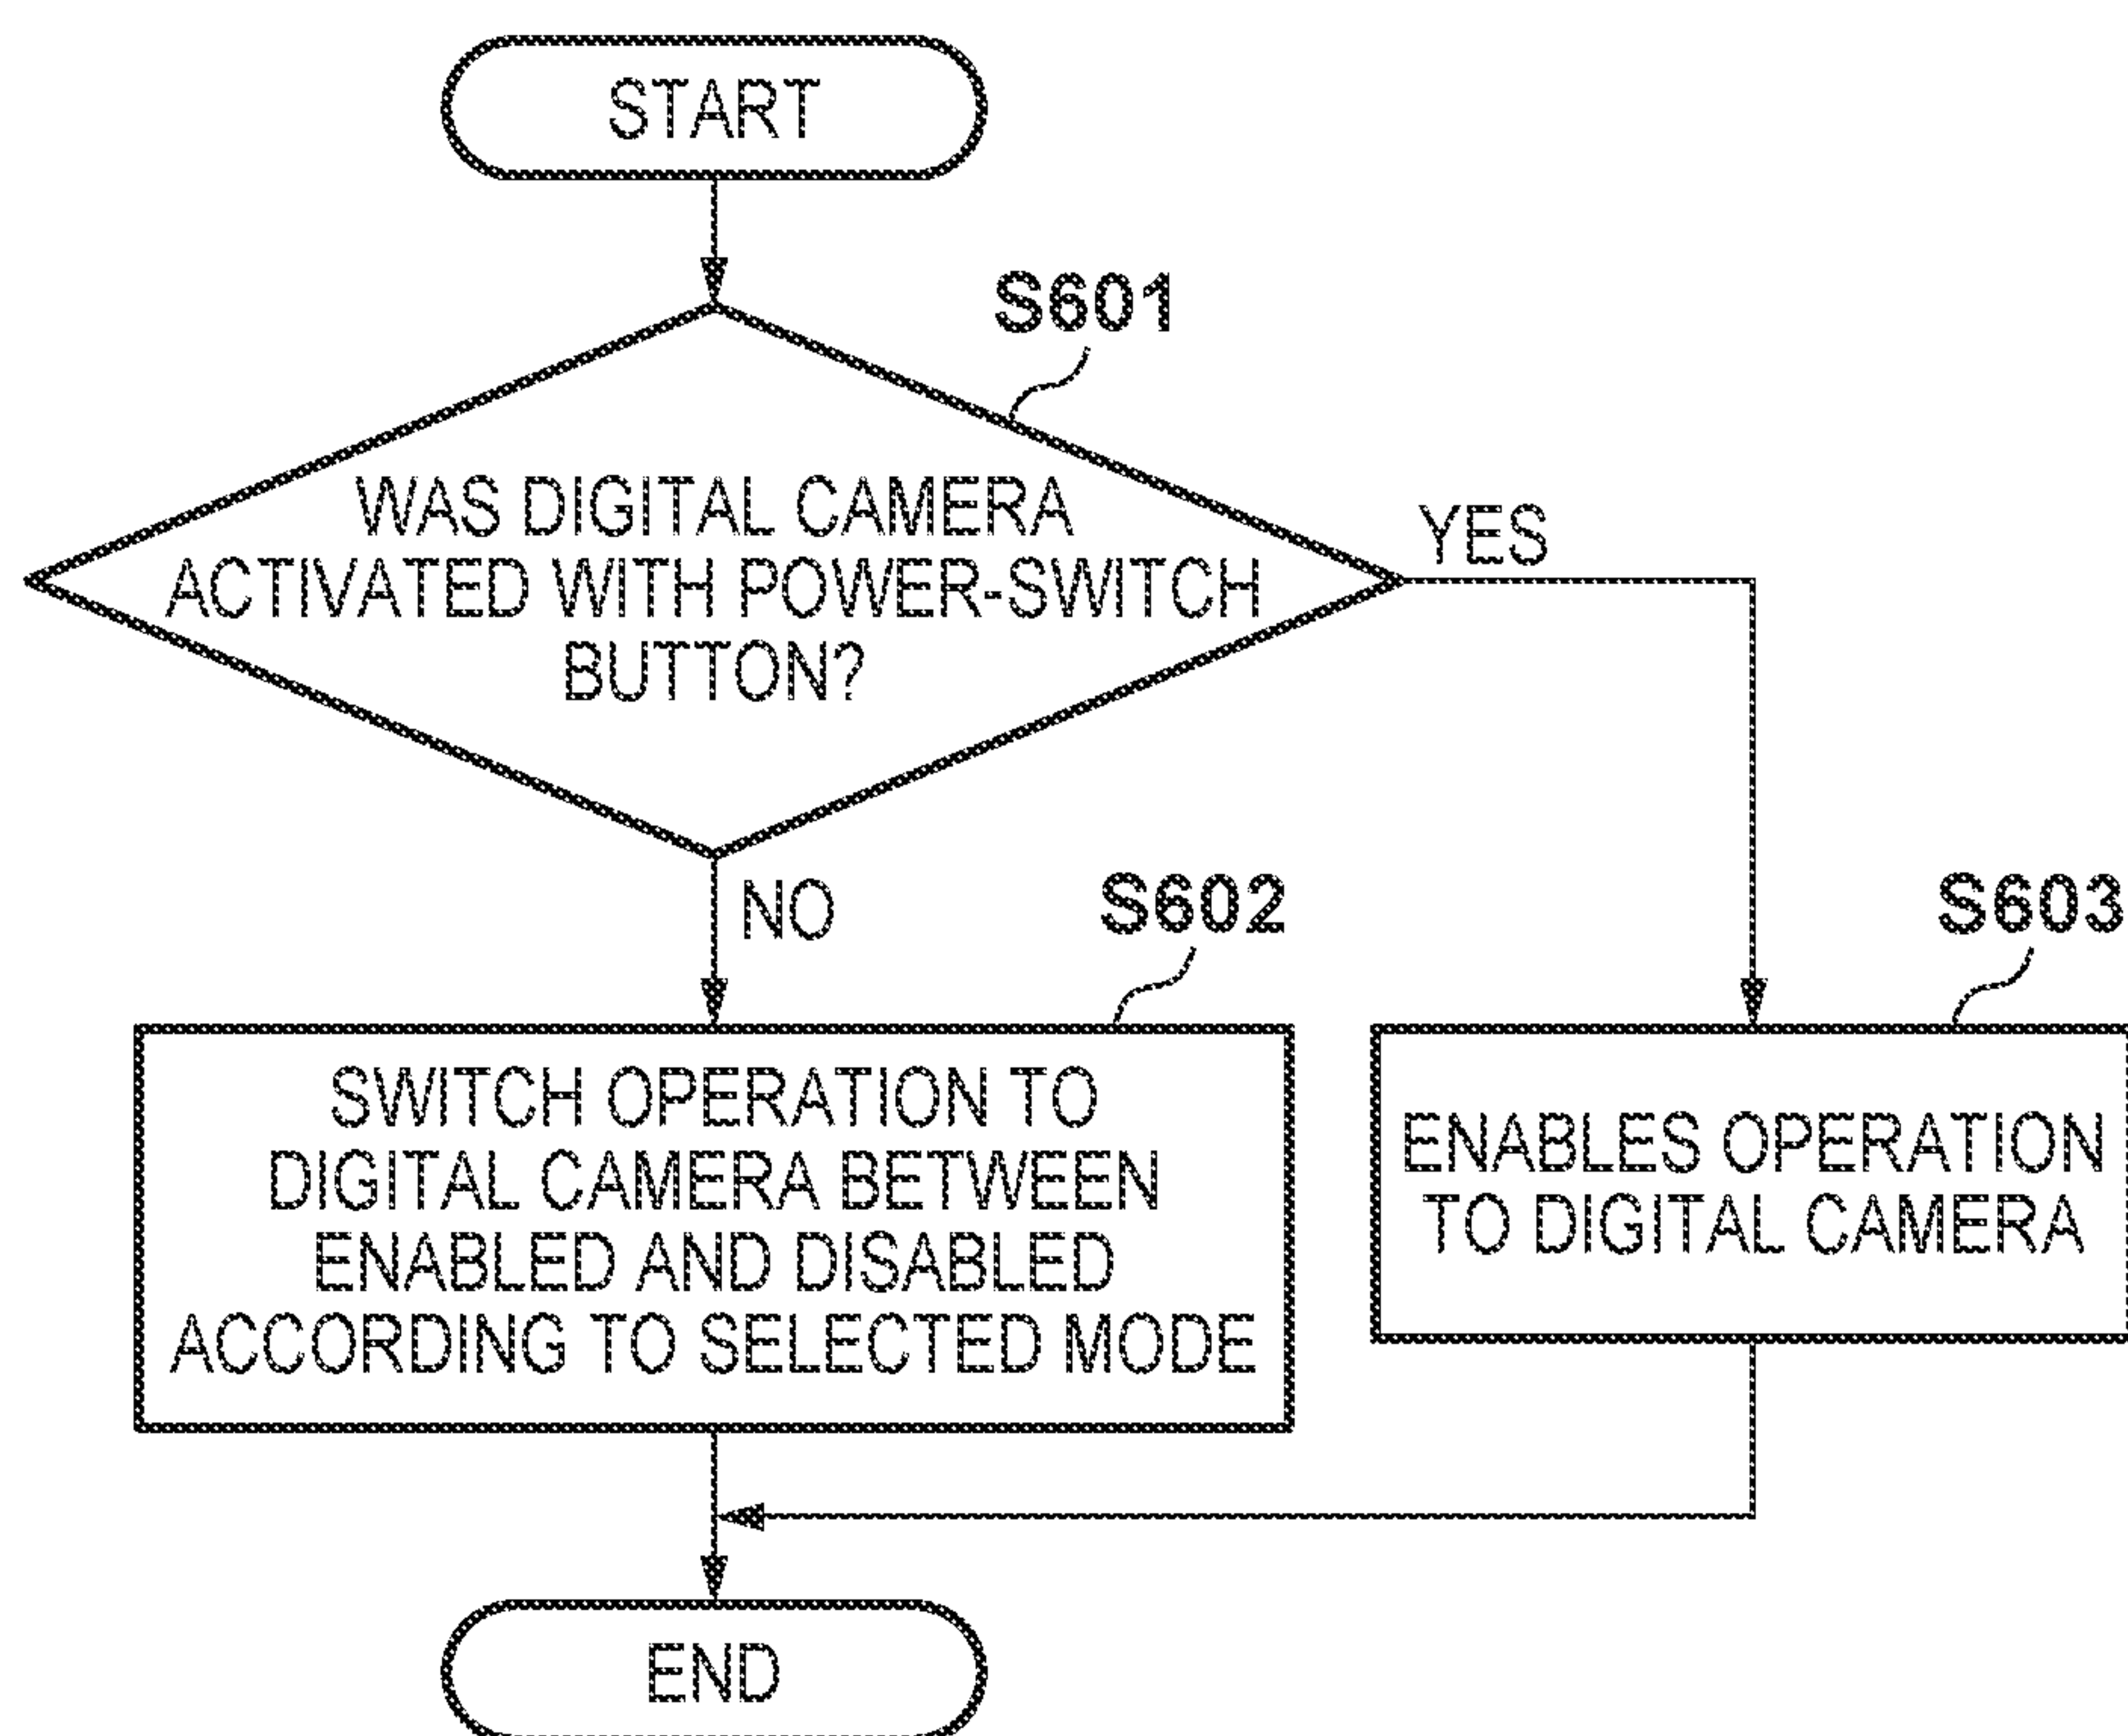 START
S601
WAS DIGITAL CAMERA
ACTIVATED WITH POWER-SWITCH
BUTTON?
YES
NO
S602
S603
SWITCH OPERATION TO
DIGITAL CAMERA BETWEEN
ENABLED AND DISABLED
ACCORDING TO SELECTED MODE
ENABLES OPERATION
TO DIGITAL CAMERA
END